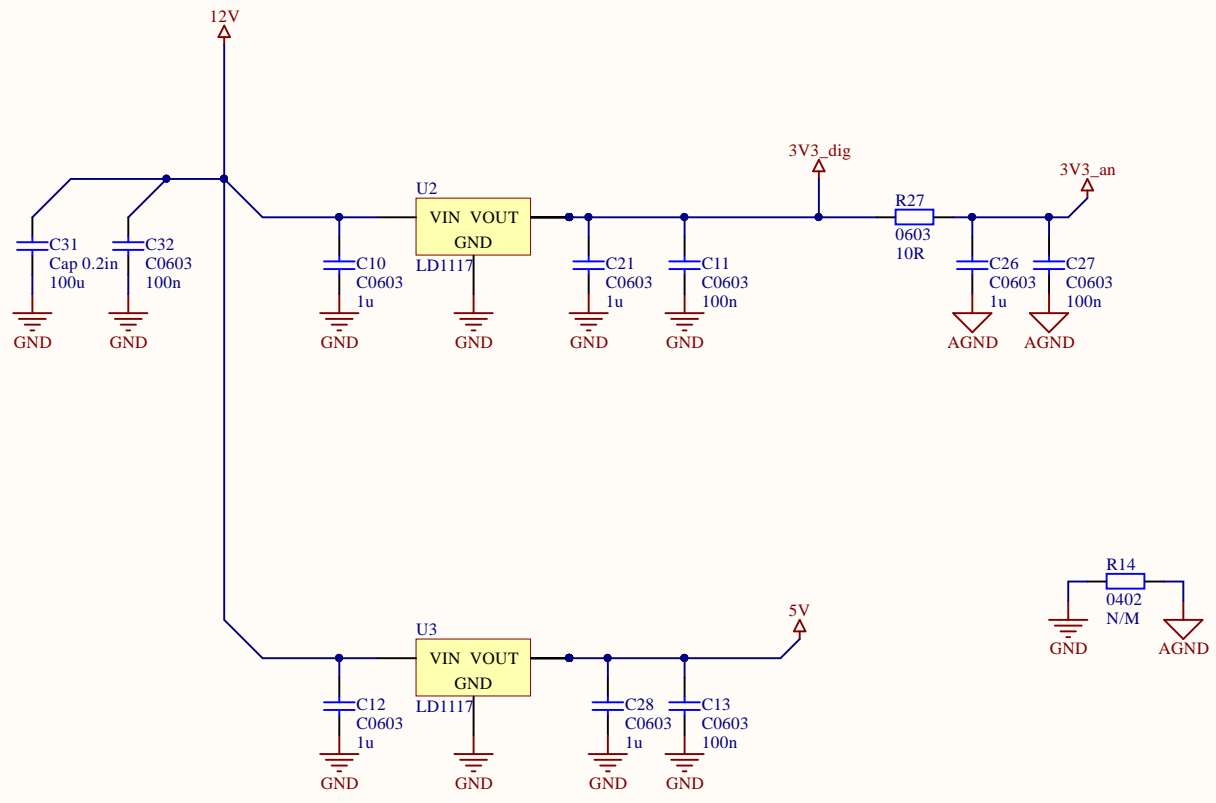 12V
3V3_dig
3V3_an
U2
VIN VOUT
GND
LD1117
R27
0603
10R
C31
Cap 0.2in
100u
C32
C0603
100n
C10
C0603
1u
C21
C0603
1u
C11
C0603
100n
C26
C0603
1u
C27
C0603
100n
GND
GND
GND
GND
GND
GND
AGND
AGND
R14
0402
N/M
GND
AGND
5V
U3
VIN VOUT
GND
LD1117
C12
C0603
1u
C28
C0603
1u
C13
C0603
100n
GND
GND
GND
GND